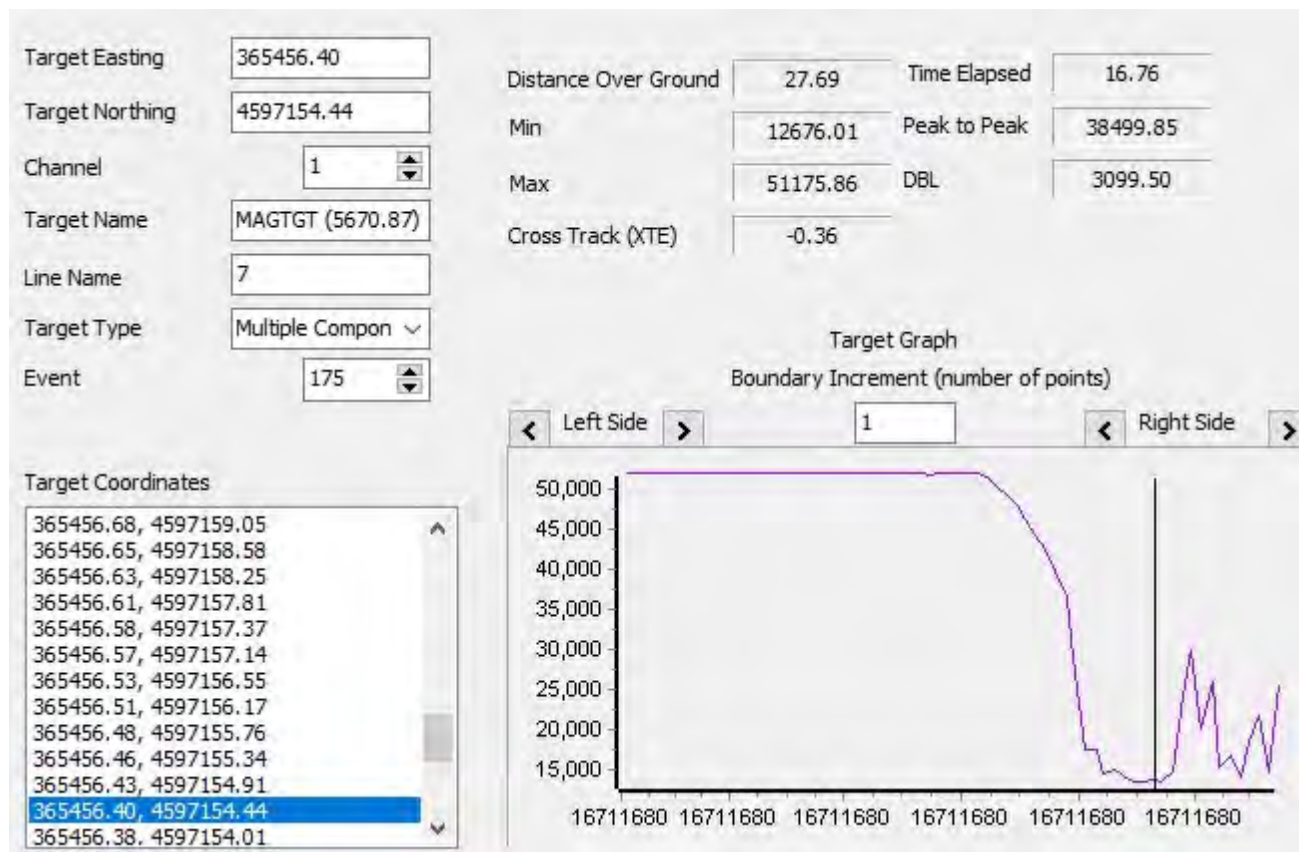 Target Easting 365456.40
Target Northing 4597154.44
Channel 1
Target Name MAGTGT (5670.87)
Line Name 7
Target Type Multiple Compon
Event 175
Distance Over Ground 27.69 Time Elapsed 16.76
Min 12676.01 Peak to Peak 38499.85
Max 51175.86 DBL 3099.50
Cross Track (XTE) -0.36
Target Graph
Boundary Increment (number of points)
Left Side 1 Right Side
Target Coordinates
365456.68, 4597159.05
365456.65, 4597158.58
365456.63, 4597158.25
365456.61, 4597157.81
365456.58, 4597157.37
365456.57, 4597157.14
365456.53, 4597156.55
365456.51, 4597156.17
365456.48, 4597155.76
365456.46, 4597155.34
365456.43, 4597154.91
365456.40, 4597154.44
365456.38, 4597154.01
50,000
45,000
40,000
35,000
30,000
25,000
20,000
15,000
16711680 16711680 16711680 16711680 16711680 16711680